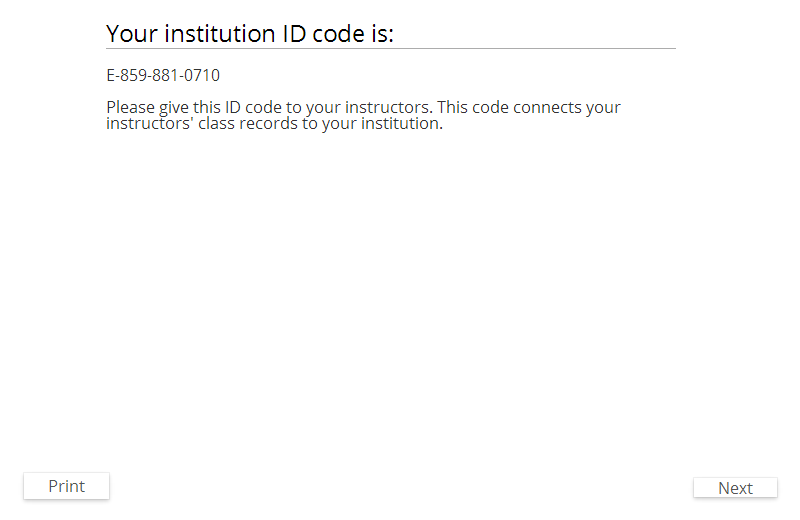 Your institution ID code is:
E-859-881-0710
Please give this ID code to your instructors. This code connects your
instructors' class records to your institution.
Print
Next